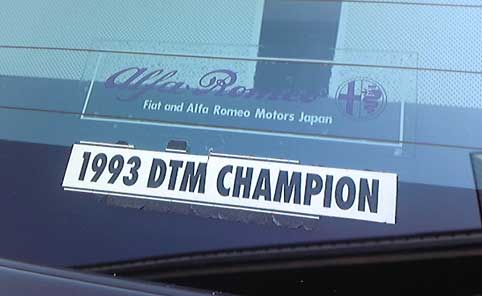 Alfa Romeo
Fiat and Alfa Romeo Motors Japan
1993 DTM CHAMPION